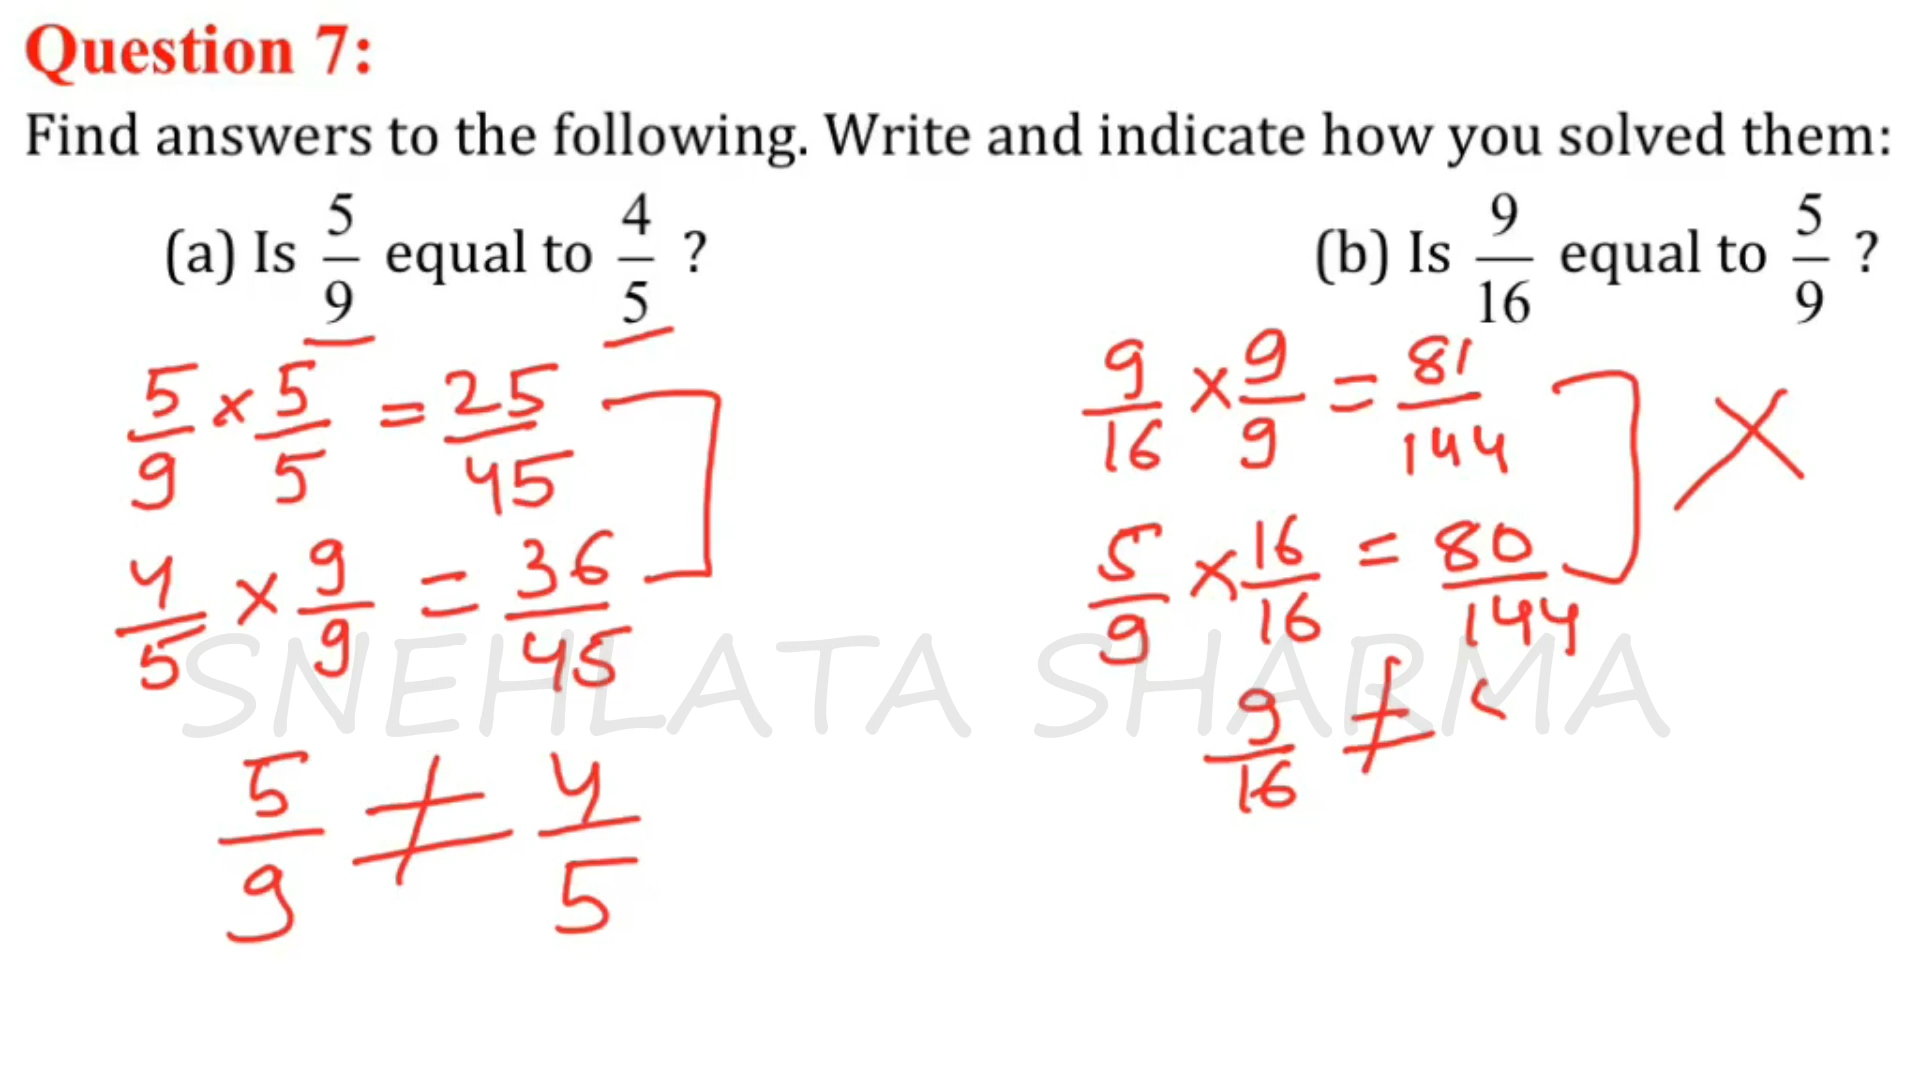 Question 7:
Find answers to the following. Write and indicate how you solved them:
(a) Is 5/9 equal to 4/5 ?
(b) Is 9/16 equal to 5/9 ?
5/9 × 5/5 = 25/45
4/5 × 9/9 = 36/45
5/9 ≠ 4/5
9/16 × 9/9 = 81/144
5/9 × 16/16 = 80/144
9/16 ≠
SNEHLATA SHARMA